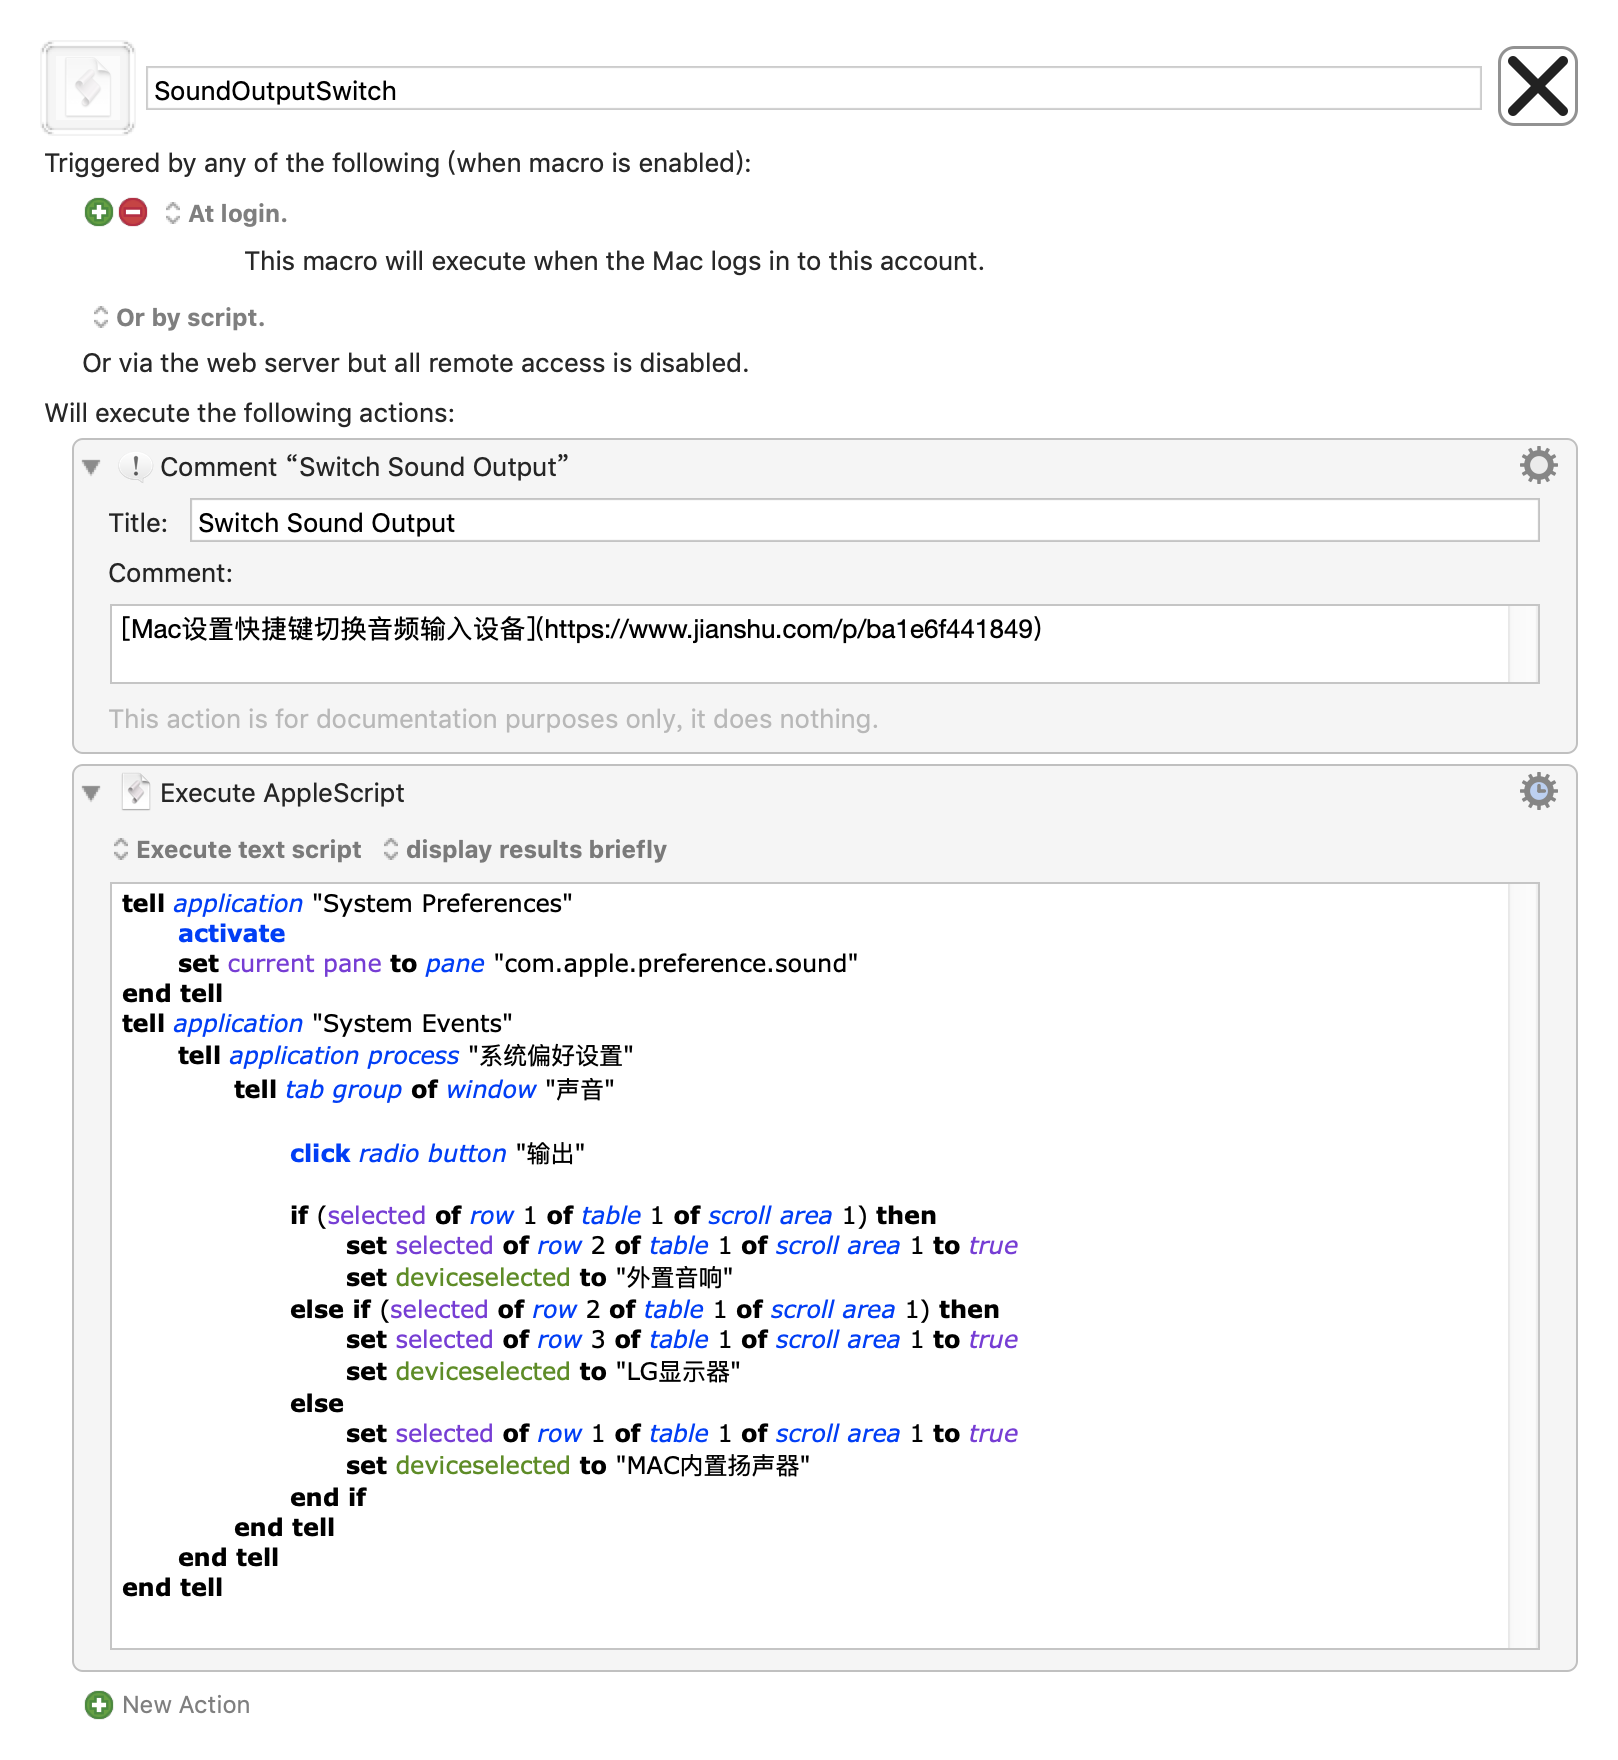 SoundOutputSwitch
Triggered by any of the following (when macro is enabled):
At login.
This macro will execute when the Mac logs in to this account.
Or by script.
Or via the web server but all remote access is disabled.
Will execute the following actions:
Comment “Switch Sound Output”
Title: Switch Sound Output
Comment:
[Mac设置快捷键切换音频输入设备](https://www.jianshu.com/p/ba1e6f441849)
This action is for documentation purposes only, it does nothing.
Execute AppleScript
Execute text script display results briefly
tell application "System Preferences"
activate
set current pane to pane "com.apple.preference.sound"
end tell
tell application "System Events"
tell application process "系统偏好设置"
tell tab group of window "声音"
click radio button "输出"
if (selected of row 1 of table 1 of scroll area 1) then
set selected of row 2 of table 1 of scroll area 1 to true
set deviceselected to "外置音响"
else if (selected of row 2 of table 1 of scroll area 1) then
set selected of row 3 of table 1 of scroll area 1 to true
set deviceselected to "LG显示器"
else
set selected of row 1 of table 1 of scroll area 1 to true
set deviceselected to "MAC内置扬声器"
end if
end tell
end tell
end tell
New Action